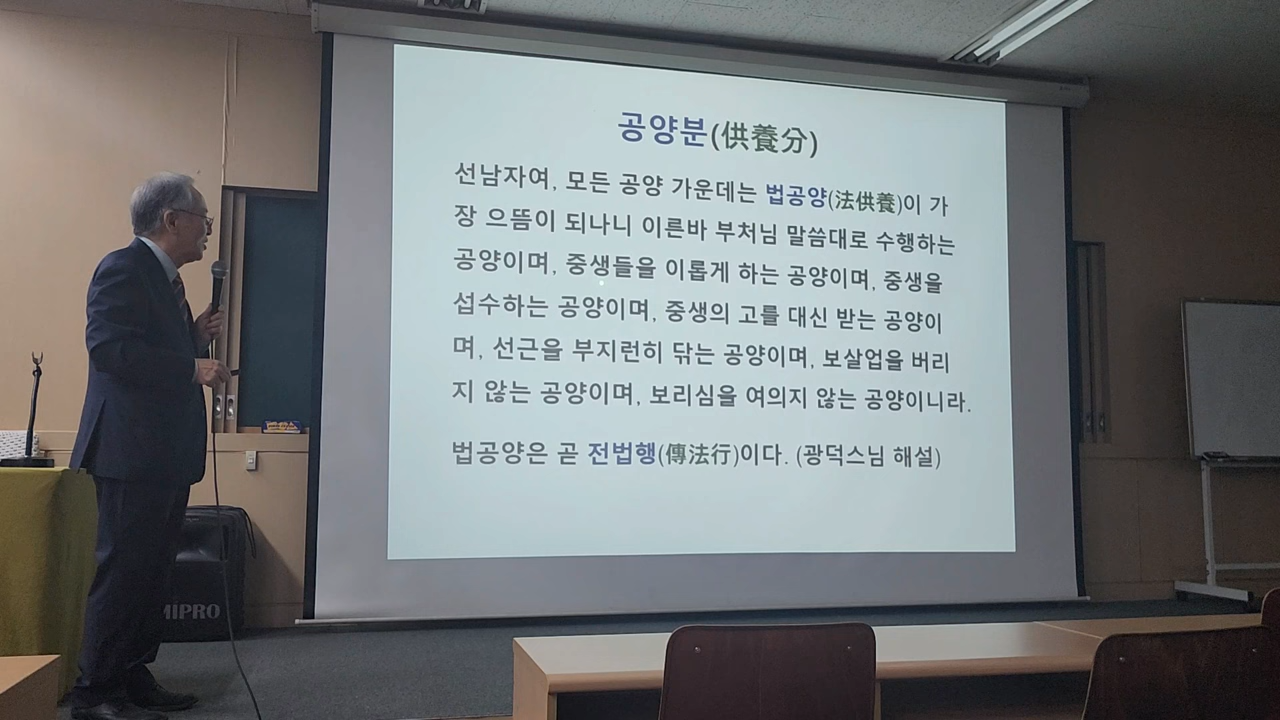 공양분(供養分)
선남자여, 모든 공양 가운데는 법공양(法供養)이 가
장 으뜸이 되나니 이른바 부처님 말씀대로 수행하는
공양이며, 중생들을 이롭게 하는 공양이며, 중생을
섭수하는 공양이며, 중생의 고를 대신 받는 공양이
며, 선근을 부지런히 닦는 공양이며, 보살업을 버리
지 않는 공양이며, 보리심을 여의지 않는 공양이니라.
법공양은 곧 전법행(傳法行)이다. (광덕스님 해설)
MIPRO